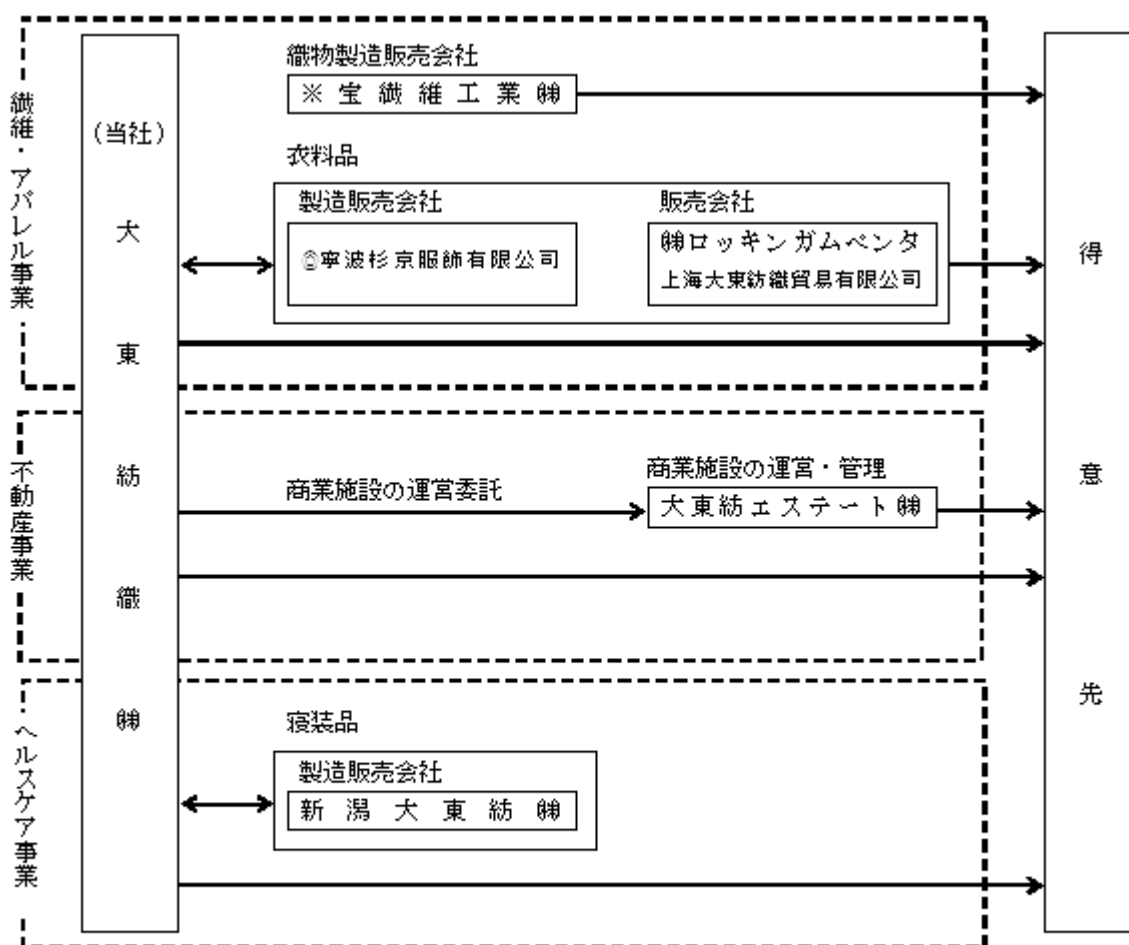 繊維・アパレル事業
不動産事業
ヘルスケア事業
(当社)
大東紡織㈱
織物製造販売会社
※宝繊維工業㈱
衣料品
製造販売会社
◎寧波杉京服飾有限公司
販売会社
㈱ロッキンガムペンタ
上海大東紡織貿易有限公司
商業施設の運営委託
商業施設の運営・管理
大東紡エステート㈱
寝装品
製造販売会社
新潟大東紡㈱
得意先